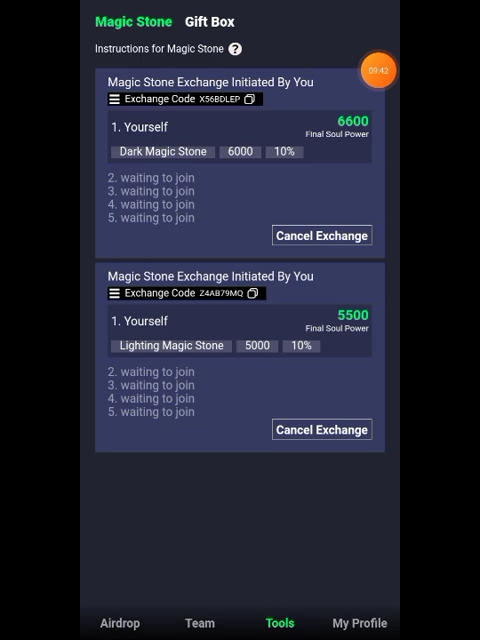 Magic Stone Gift Box
Instructions for Magic Stone ?
09:42
Magic Stone Exchange Initiated By You
Exchange Code X56BDLEP
1. Yourself 6600
Final Soul Power
Dark Magic Stone 6000 10%
2. waiting to join
3. waiting to join
4. waiting to join
5. waiting to join
Cancel Exchange
Magic Stone Exchange Initiated By You
Exchange Code Z4AB79MQ
1. Yourself 5500
Final Soul Power
Lighting Magic Stone 5000 10%
2. waiting to join
3. waiting to join
4. waiting to join
5. waiting to join
Cancel Exchange
Airdrop Team Tools My Profile